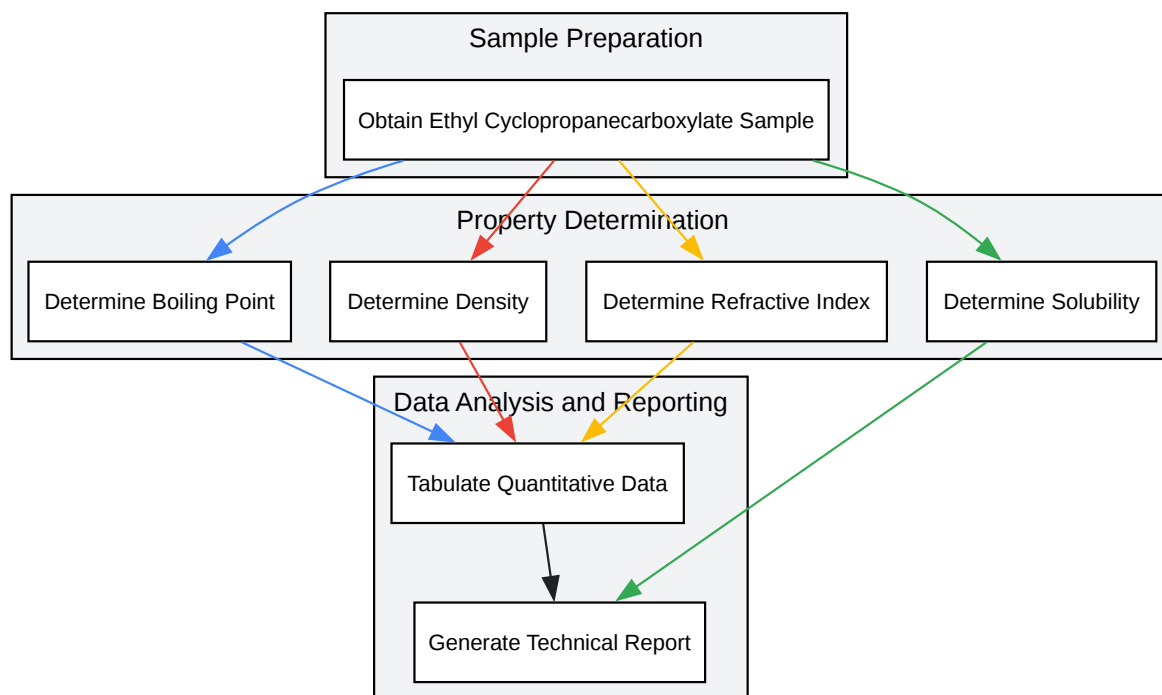 Sample Preparation
Obtain Ethyl Cyclopropanecarboxylate Sample
Property Determination
Determine Boiling Point
Determine Density
Determine Refractive Index
Determine Solubility
Data Analysis and Reporting
Tabulate Quantitative Data
Generate Technical Report